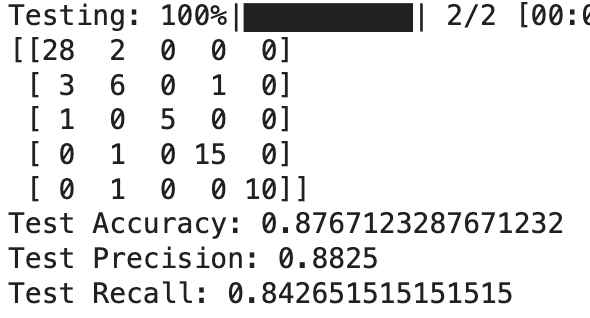 Testing: 100%|██████████| 2/2 [00:0
[[28  2  0  0  0]
 [ 3  6  0  1  0]
 [ 1  0  5  0  0]
 [ 0  1  0 15  0]
 [ 0  1  0  0 10]]
Test Accuracy: 0.8767123287671232
Test Precision: 0.8825
Test Recall: 0.842651515151515